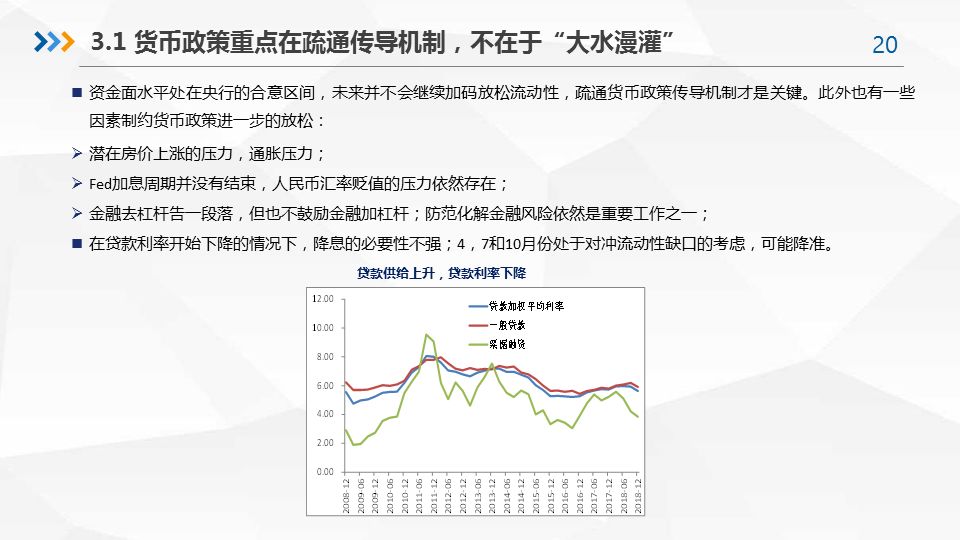 3.1 货币政策重点在疏通传导机制，不在于“大水漫灌”
20
资金面水平处在央行的合意区间，未来并不会继续加码放松流动性，疏通货币政策传导机制才是关键。此外也有一些
因素制约货币政策进一步的放松：
潜在房价上涨的压力，通胀压力；
Fed加息周期并没有结束，人民币汇率贬值的压力依然存在；
金融去杠杆告一段落，但也不鼓励金融加杠杆；防范化解金融风险依然是重要工作之一；
在贷款利率开始下降的情况下，降息的必要性不强；4，7和10月份处于对冲流动性缺口的考虑，可能降准。
贷款供给上升，贷款利率下降
12.00
10.00
8.00
6.00
4.00
2.00
0.00
贷款加权平均利率
一般贷款
票据融资
2008-12
2009-06
2009-12
2010-06
2010-12
2011-06
2011-12
2012-06
2012-12
2013-06
2013-12
2014-06
2014-12
2015-06
2015-12
2016-06
2016-12
2017-06
2017-12
2018-06
2018-12